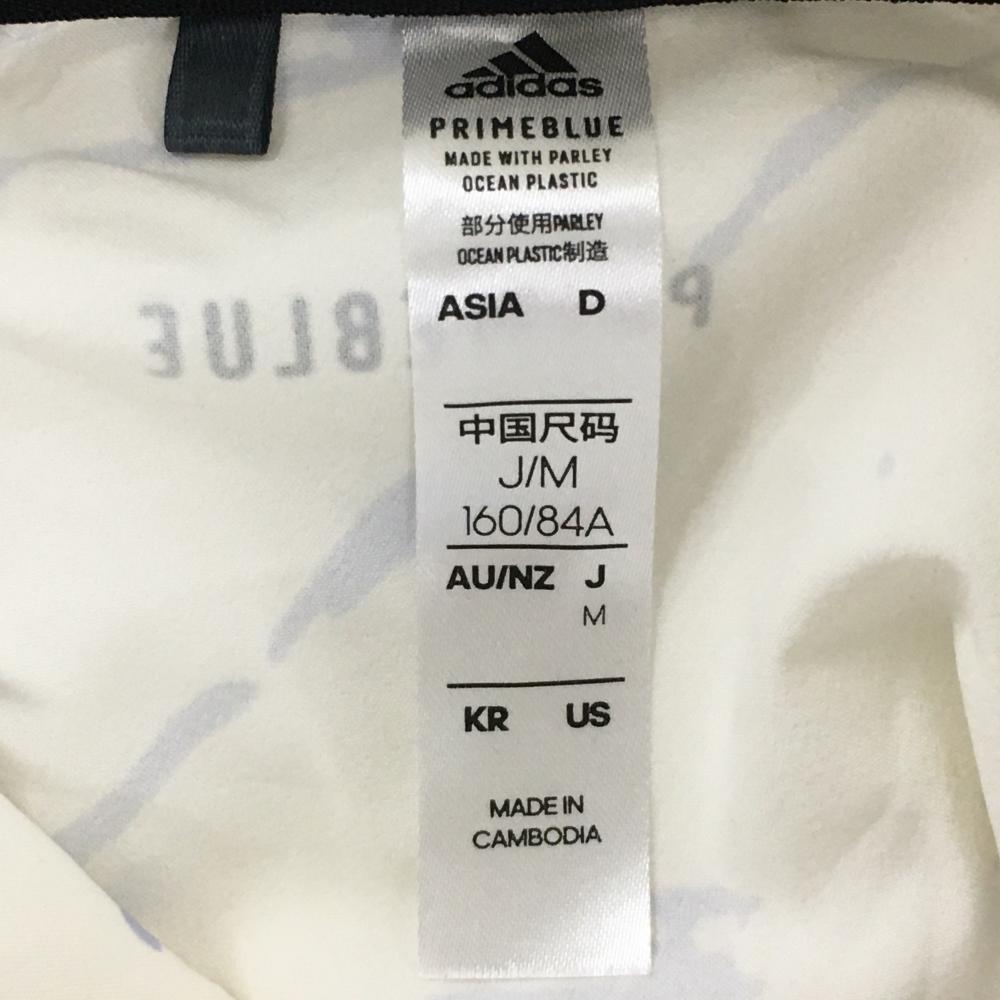 adidas
PRIMEBLUE
MADE WITH PARLEY
OCEAN PLASTIC
部分使用PARLEY
OCEAN PLASTIC制造
ASIA D
中国尺码
J/M
160/84A
AU/NZ J
M
KR US
MADE IN
CAMBODIA
P
BLUE